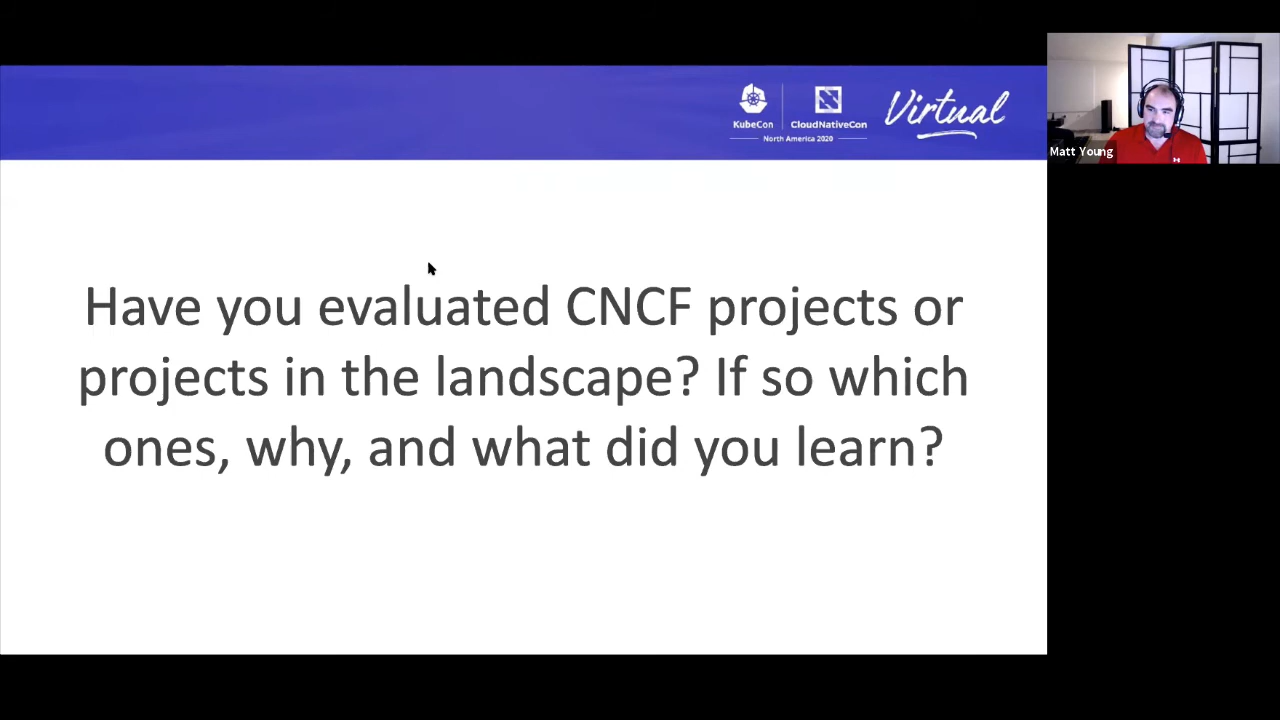 KubeCon
CloudNativeCon
North America 2020
Virtual
Matt Young
Have you evaluated CNCF projects or
projects in the landscape? If so which
ones, why, and what did you learn?